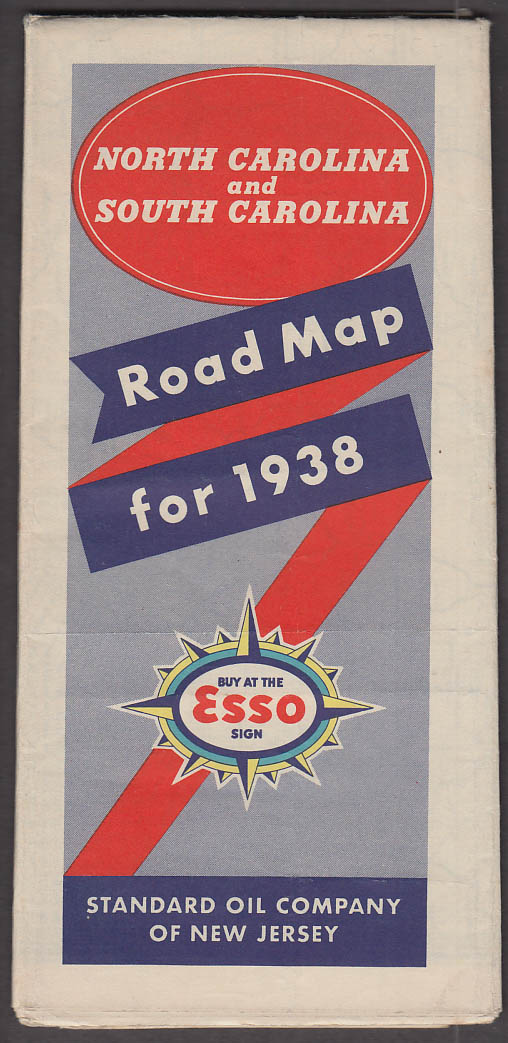 NORTH CAROLINA
and
SOUTH CAROLINA
Road Map
for 1938
BUY AT THE
Esso
SIGN
STANDARD OIL COMPANY
OF NEW JERSEY